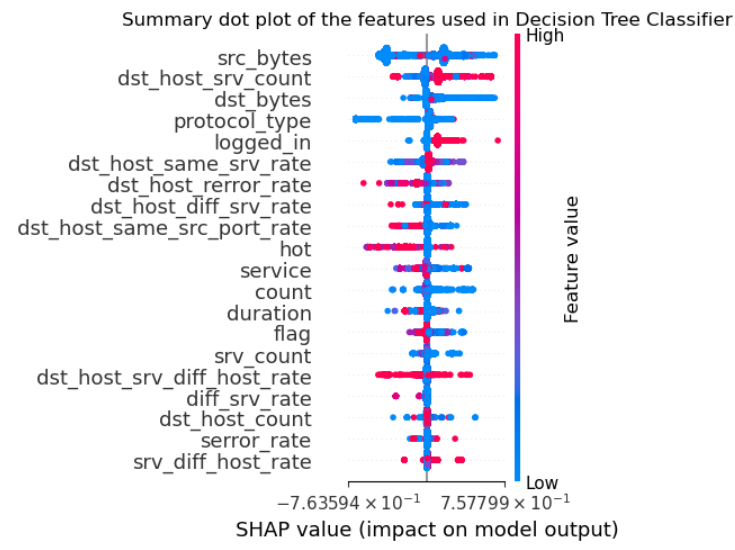 Summary dot plot of the features used in Decision Tree Classifier
High
src_bytes
dst_host_srv_count
dst_bytes
protocol_type
logged_in
dst_host_same_srv_rate
dst_host_rerror_rate
dst_host_diff_srv_rate
dst_host_same_src_port_rate
hot
service
count
duration
flag
srv_count
dst_host_srv_diff_host_rate
diff_srv_rate
dst_host_count
serror_rate
srv_diff_host_rate
Feature value
Low
−7.63594 × 10⁻¹ 7.57799 × 10⁻¹
SHAP value (impact on model output)